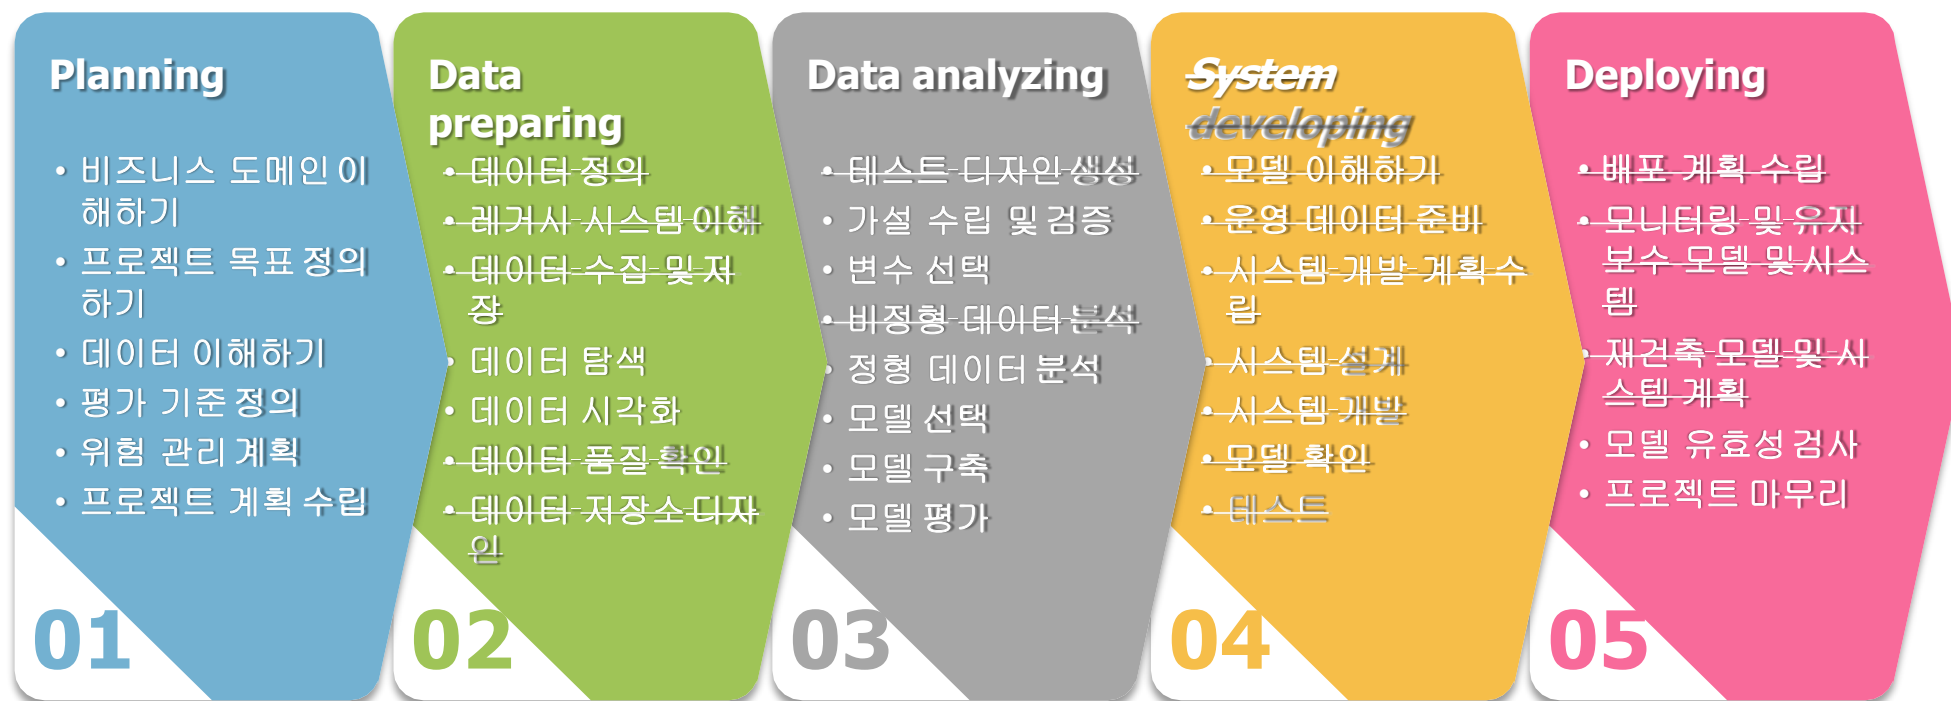 Planning
• 비즈니스 도메인 이
해하기
• 프로젝트 목표 정의
하기
• 데이터 이해하기
• 평가 기준 정의
• 위험 관리 계획
• 프로젝트 계획 수립
01
Data
preparing
• 데이터 정의
• 레거시 시스템 이해
• 데이터 수집 및 저
장
• 데이터 탐색
• 데이터 시각화
• 데이터 품질 확인
• 데이터 저장소 디자
인
02
Data analyzing
• 테스트 디자인 생성
• 가설 수립 및 검증
• 변수 선택
• 비정형 데이터 분석
• 정형 데이터 분석
• 모델 선택
• 모델 구축
• 모델 평가
03
System
developing
• 모델 이해하기
• 운영 데이터 준비
• 시스템 개발 계획 수
립
• 시스템 설계
• 시스템 개발
• 모델 확인
• 테스트
04
Deploying
• 배포 계획 수립
• 모니터링 및 유지
보수 모델 및 시스
템
• 재건축 모델 및 시
스템 계획
• 모델 유효성 검사
• 프로젝트 마무리
05